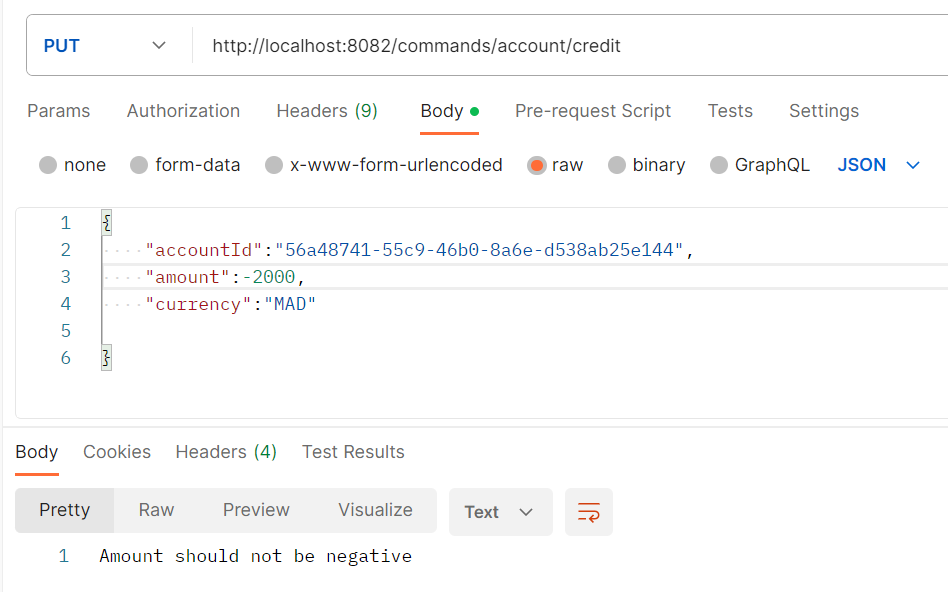 PUT http://localhost:8082/commands/account/credit
Params Authorization Headers (9) Body Pre-request Script Tests Settings
none form-data x-www-form-urlencoded raw binary GraphQL JSON
1 {
2 "accountId":"56a48741-55c9-46b0-8a6e-d538ab25e144",
3 "amount":-2000,
4 "currency":"MAD"
5
6 }
Body Cookies Headers (4) Test Results
Pretty Raw Preview Visualize Text
1 Amount should not be negative